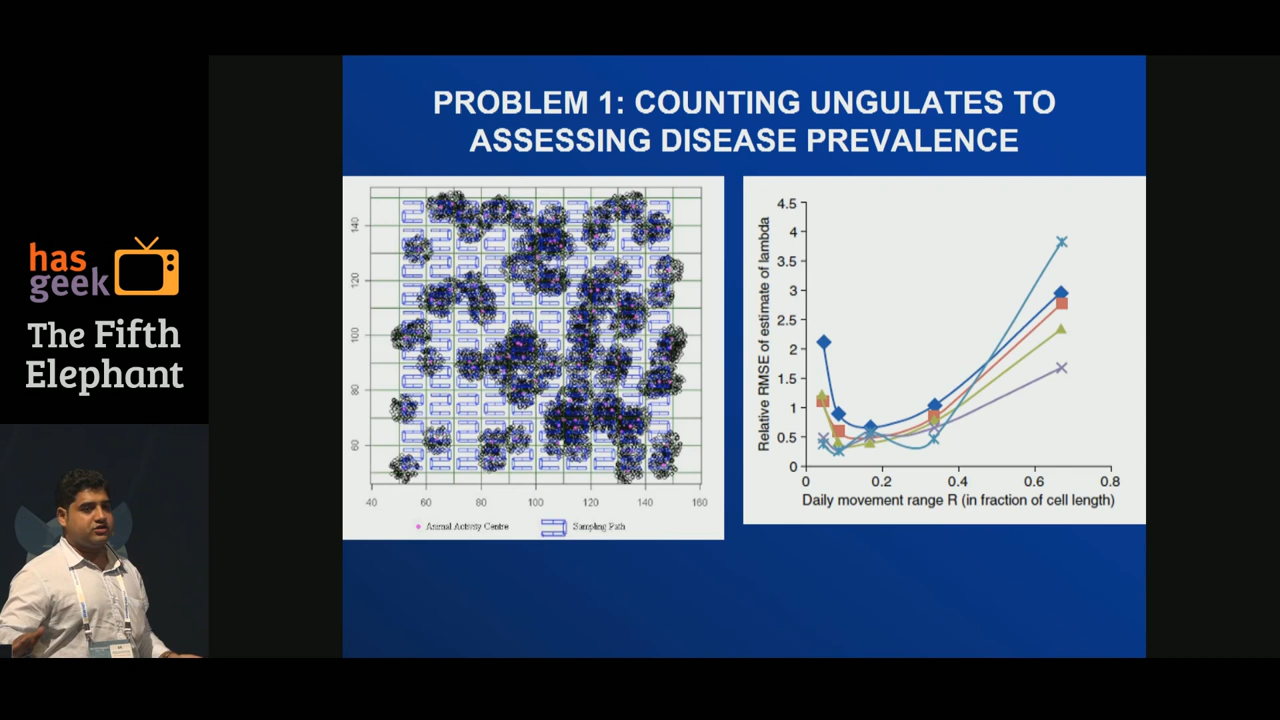 has
geek
The Fifth
Elephant
PROBLEM 1: COUNTING UNGULATES TO
ASSESSING DISEASE PREVALENCE
140
120
100
80
60
40 60 80 100 120 140 160
Animal Activity Centre
Sampling Path
Relative RMSE of estimate of lambda
4.5
4
3.5
3
2.5
2
1.5
1
0.5
0
0 0.2 0.4 0.6 0.8
Daily movement range R (in fraction of cell length)